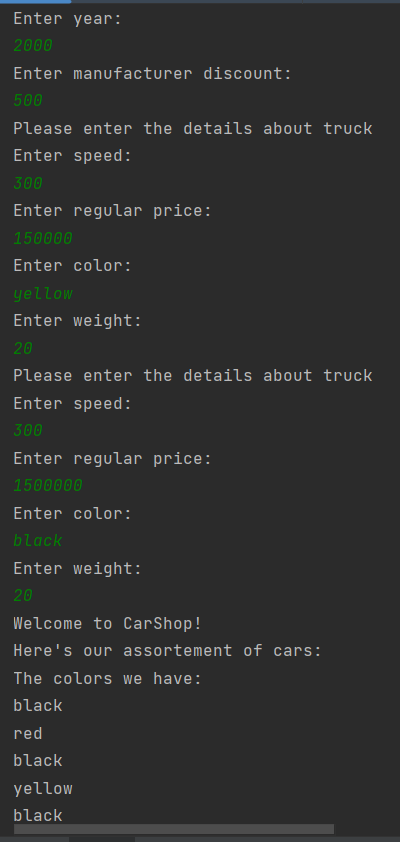 Enter year:
2000
Enter manufacturer discount:
500
Please enter the details about truck
Enter speed:
300
Enter regular price:
150000
Enter color:
yellow
Enter weight:
20
Please enter the details about truck
Enter speed:
300
Enter regular price:
1500000
Enter color:
black
Enter weight:
20
Welcome to CarShop!
Here's our assortement of cars:
The colors we have:
black
red
black
yellow
black